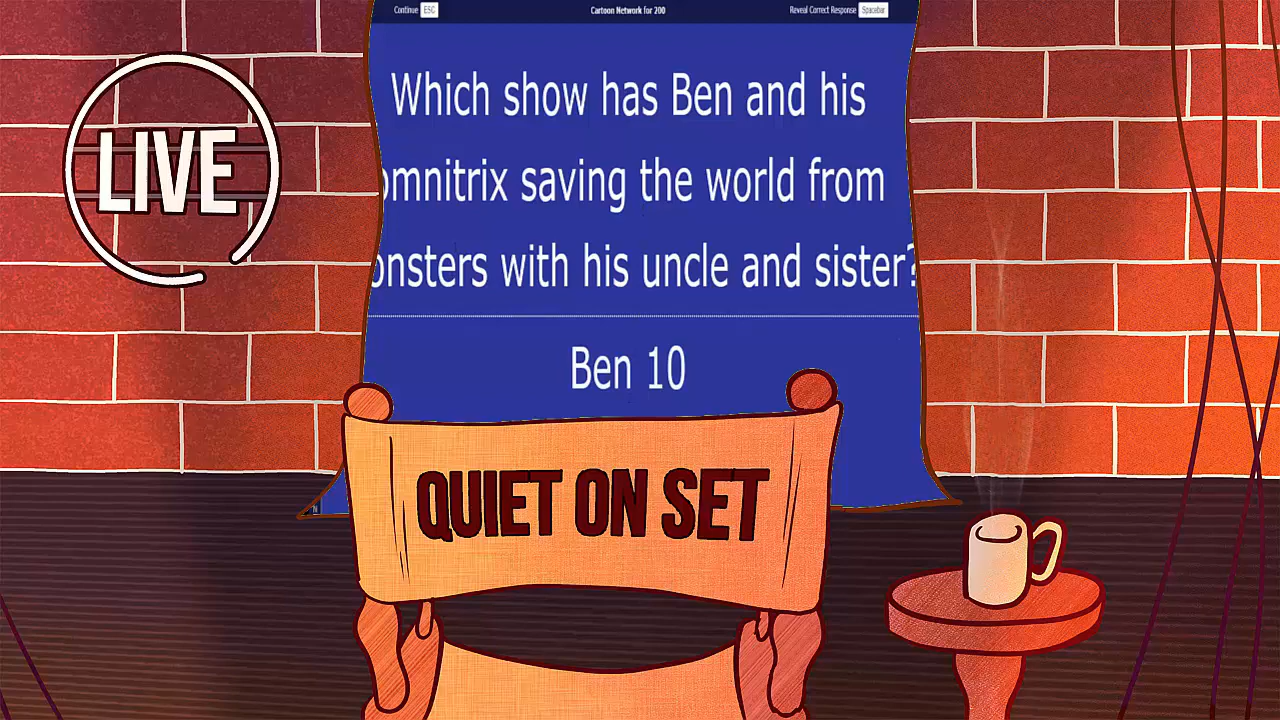 Continue ESC Cartoon Network for 200 Reveal Correct Response Spacebar
Which show has Ben and his
omnitrix saving the world from
onsters with his uncle and sister?
Ben 10
LIVE
QUIET ON SET